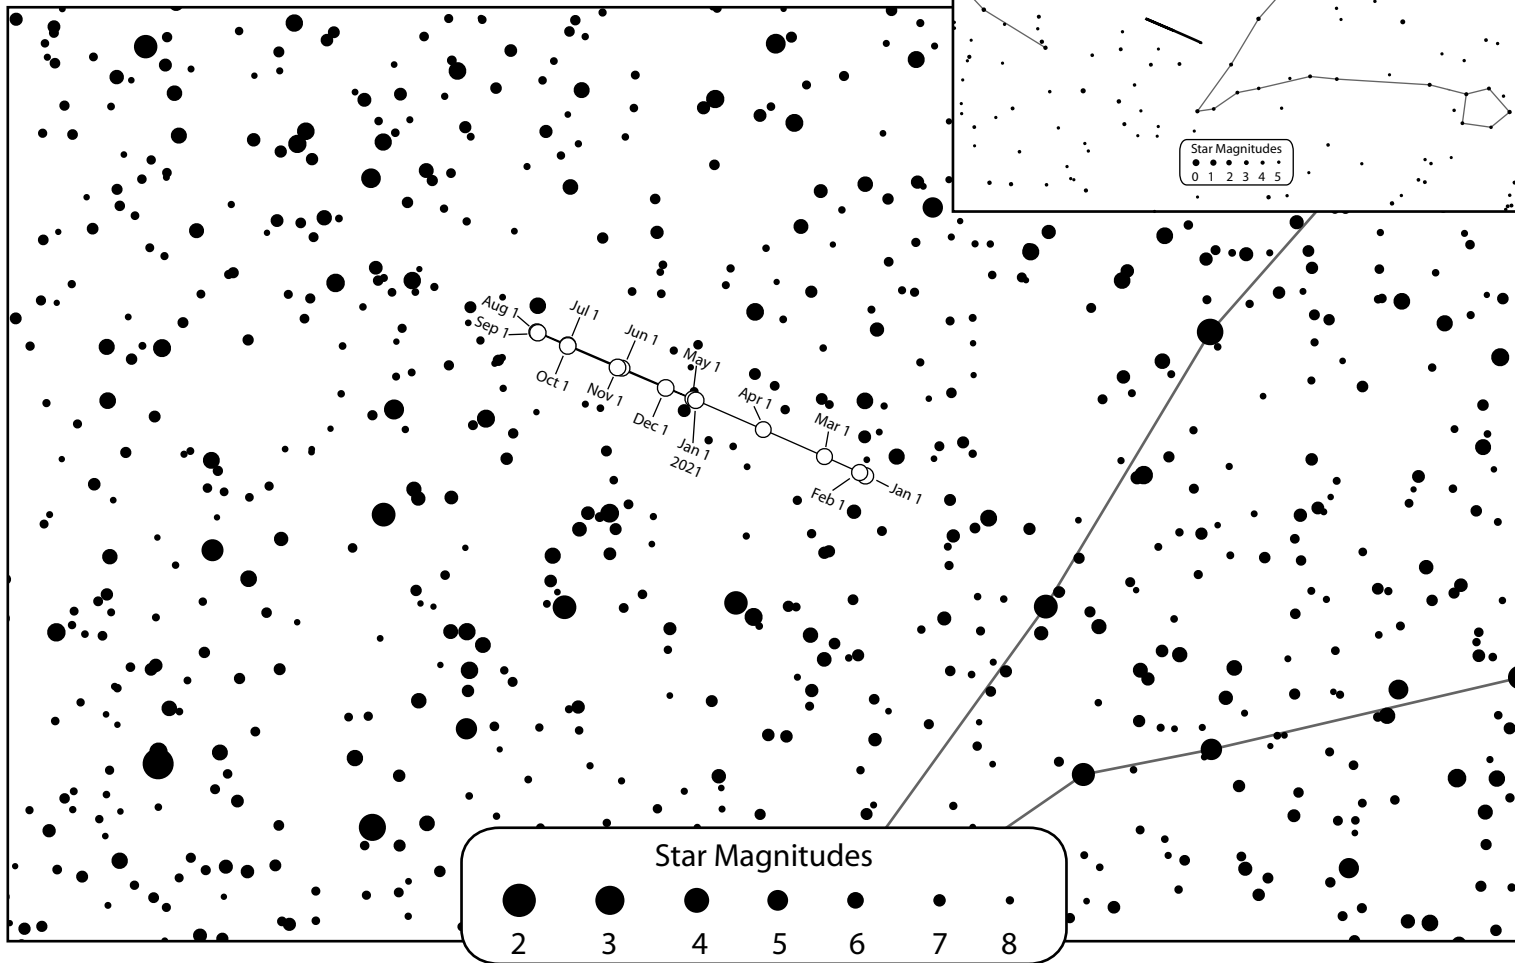 Star Magnitudes
0 1 2 3 4 5
Aug 1
Sep 1
Jul 1
Oct 1
Jun 1
Nov 1
May 1
Dec 1
Jan 1
2021
Apr 1
Mar 1
Feb 1
Jan 1
Star Magnitudes
2 3 4 5 6 7 8